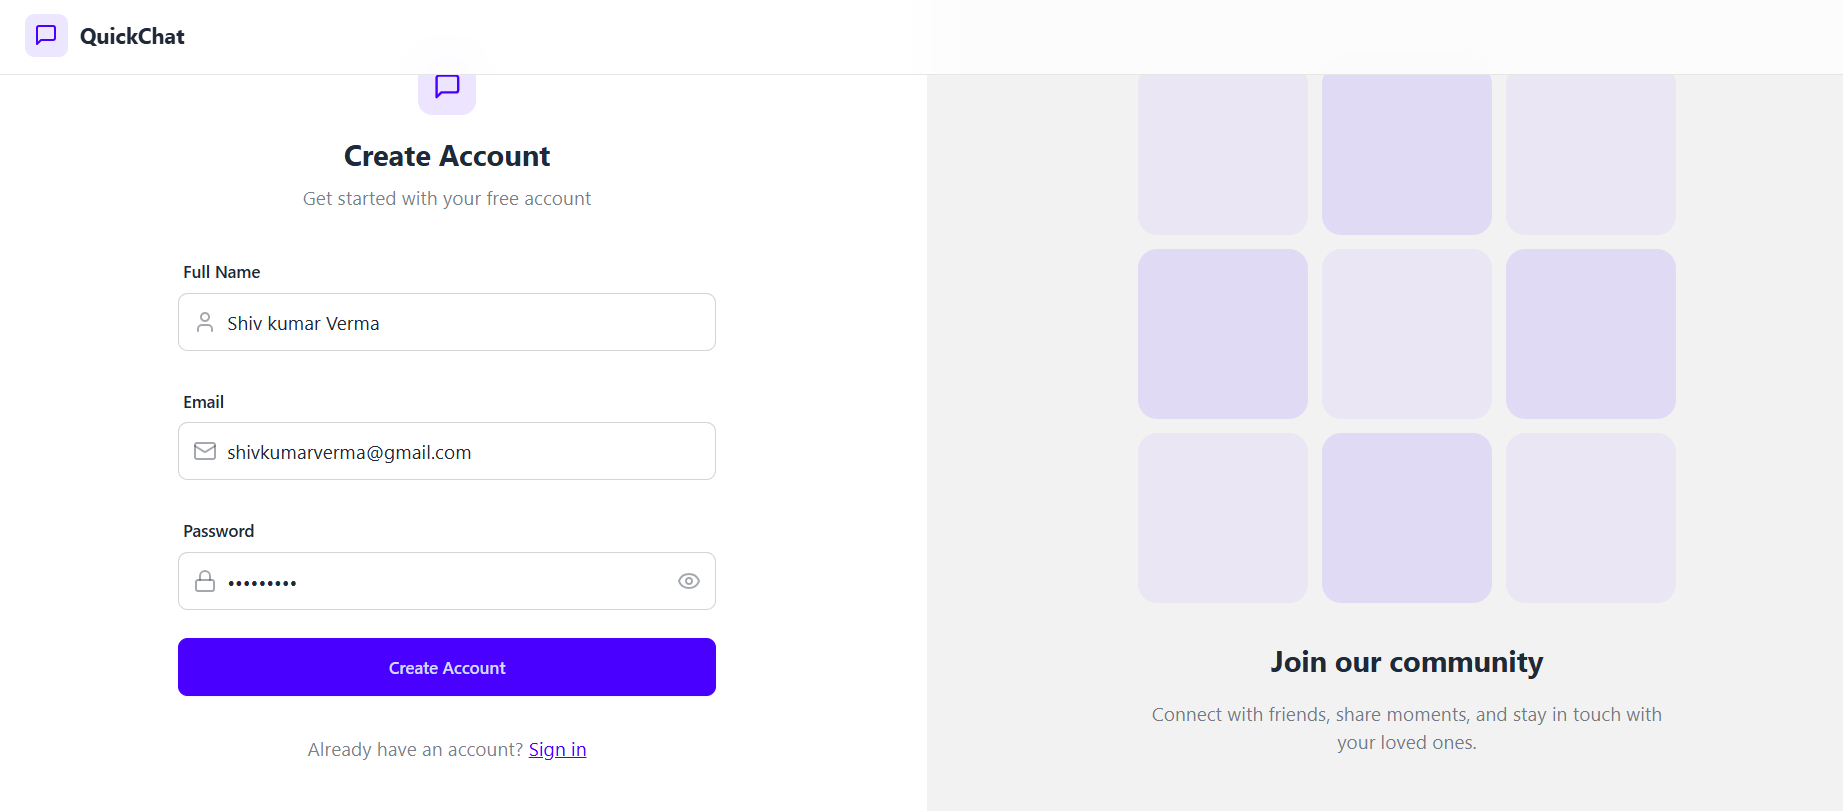 QuickChat
Create Account
Get started with your free account
Full Name
Shiv kumar Verma
Email
shivkumarverma@gmail.com
Password
•••••••••
Create Account
Already have an account? Sign in
Join our community
Connect with friends, share moments, and stay in touch with
your loved ones.